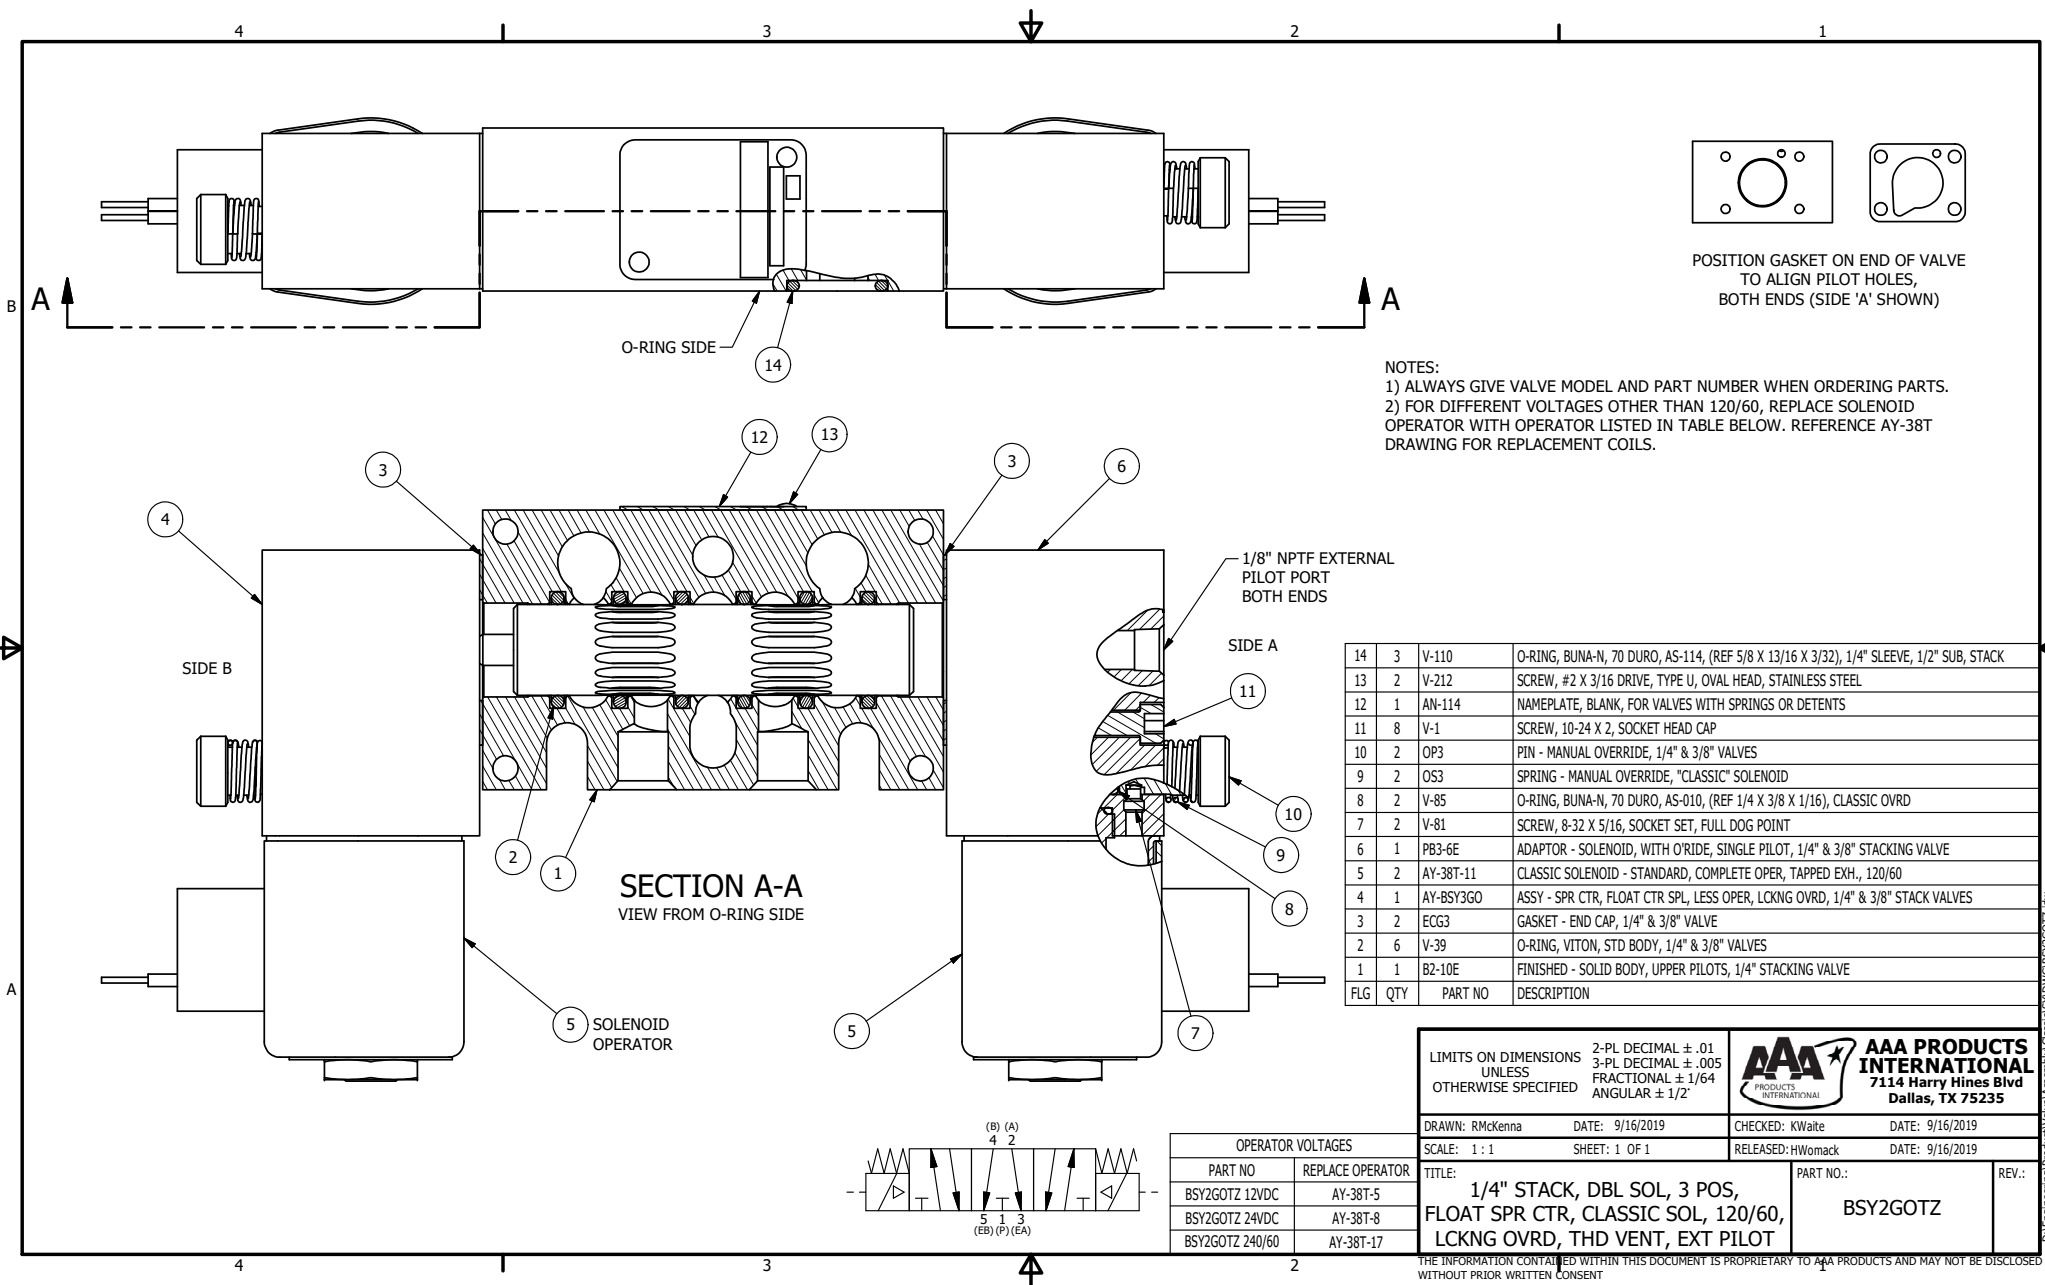 4 3 2 1
B A A
O-RING SIDE
14
POSITION GASKET ON END OF VALVE
TO ALIGN PILOT HOLES,
BOTH ENDS (SIDE 'A' SHOWN)
NOTES:
1) ALWAYS GIVE VALVE MODEL AND PART NUMBER WHEN ORDERING PARTS.
2) FOR DIFFERENT VOLTAGES OTHER THAN 120/60, REPLACE SOLENOID
OPERATOR WITH OPERATOR LISTED IN TABLE BELOW. REFERENCE AY-38T
DRAWING FOR REPLACEMENT COILS.
12 13
3 3 6
4
1/8" NPTF EXTERNAL
PILOT PORT
BOTH ENDS
SIDE B
SIDE A
11
10
9
8
7
2
1
SECTION A-A
VIEW FROM O-RING SIDE
5 SOLENOID
OPERATOR
5
A
14 3 V-110 O-RING, BUNA-N, 70 DURO, AS-114, (REF 5/8 X 13/16 X 3/32), 1/4" SLEEVE, 1/2" SUB, STACK
13 2 V-212 SCREW, #2 X 3/16 DRIVE, TYPE U, OVAL HEAD, STAINLESS STEEL
12 1 AN-114 NAMEPLATE, BLANK, FOR VALVES WITH SPRINGS OR DETENTS
11 8 V-1 SCREW, 10-24 X 2, SOCKET HEAD CAP
10 2 OP3 PIN - MANUAL OVERRIDE, 1/4" & 3/8" VALVES
9 2 OS3 SPRING - MANUAL OVERRIDE, "CLASSIC" SOLENOID
8 2 V-85 O-RING, BUNA-N, 70 DURO, AS-010, (REF 1/4 X 3/8 X 1/16), CLASSIC OVRD
7 2 V-81 SCREW, 8-32 X 5/16, SOCKET SET, FULL DOG POINT
6 1 PB3-6E ADAPTOR - SOLENOID, WITH O'RIDE, SINGLE PILOT, 1/4" & 3/8" STACKING VALVE
5 2 AY-38T-11 CLASSIC SOLENOID - STANDARD, COMPLETE OPER, TAPPED EXH., 120/60
4 1 AY-BSY3GO ASSY - SPR CTR, FLOAT CTR SPL, LESS OPER, LCKNG OVRD, 1/4" & 3/8" STACK VALVES
3 2 ECG3 GASKET - END CAP, 1/4" & 3/8" VALVE
2 6 V-39 O-RING, VITON, STD BODY, 1/4" & 3/8" VALVES
1 1 B2-10E FINISHED - SOLID BODY, UPPER PILOTS, 1/4" STACKING VALVE
FLG QTY PART NO DESCRIPTION
LIMITS ON DIMENSIONS
UNLESS
OTHERWISE SPECIFIED
2-PL DECIMAL ± .01
3-PL DECIMAL ± .005
FRACTIONAL ± 1/64
ANGULAR ± 1/2°
AAA
PRODUCTS
INTERNATIONAL
AAA PRODUCTS
INTERNATIONAL
7114 Harry Hines Blvd
Dallas, TX 75235
DRAWN: RMcKenna DATE: 9/16/2019 CHECKED: KWaite DATE: 9/16/2019
SCALE: 1 : 1 SHEET: 1 OF 1 RELEASED: HWomack DATE: 9/16/2019
TITLE:
1/4" STACK, DBL SOL, 3 POS,
FLOAT SPR CTR, CLASSIC SOL, 120/60,
LCKNG OVRD, THD VENT, EXT PILOT
PART NO.:
BSY2GOTZ
REV.:
(B) (A)
4 2
5 1 3
(EB) (P) (EA)
OPERATOR VOLTAGES
PART NO REPLACE OPERATOR
BSY2GOTZ 12VDC AY-38T-5
BSY2GOTZ 24VDC AY-38T-8
BSY2GOTZ 240/60 AY-38T-17
THE INFORMATION CONTAINED WITHIN THIS DOCUMENT IS PROPRIETARY TO AAA PRODUCTS AND MAY NOT BE DISCLOSED
WITHOUT PRIOR WRITTEN CONSENT
4 3 2 1